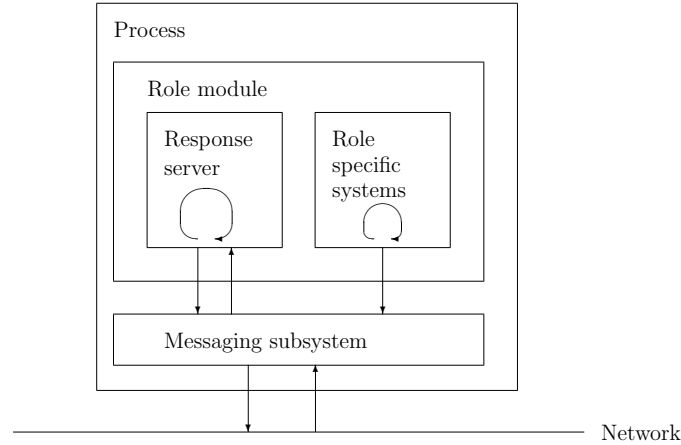 Process
Role module
Response
server
Role
specific
systems
Messaging subsystem
Network